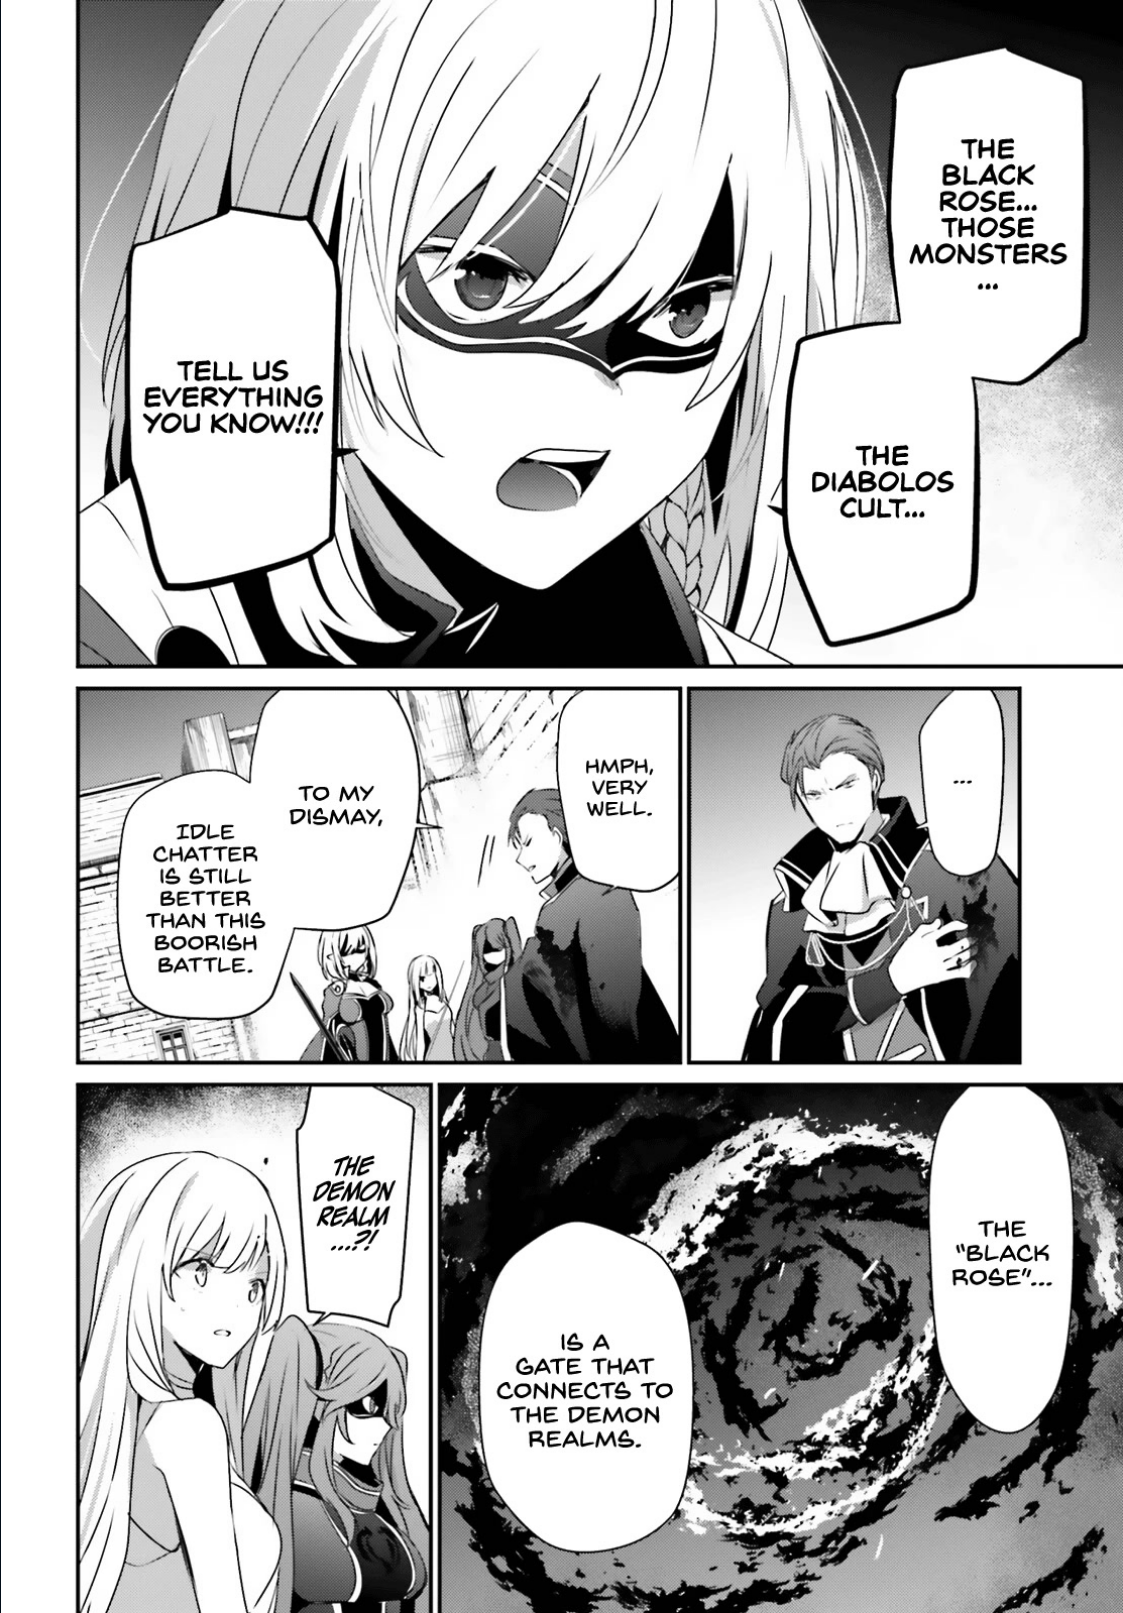 THE
BLACK
ROSE...
THOSE
MONSTERS
...
THE
DIABOLOS
CULT...
TELL US
EVERYTHING
YOU KNOW!!!
...
HMPH,
VERY
WELL.
TO MY
DISMAY,
IDLE
CHATTER
IS STILL
BETTER
THAN THIS
BOORISH
BATTLE.
THE
"BLACK
ROSE"...
IS A
GATE THAT
CONNECTS TO
THE DEMON
REALMS.
THE
DEMON
REALM
....?!